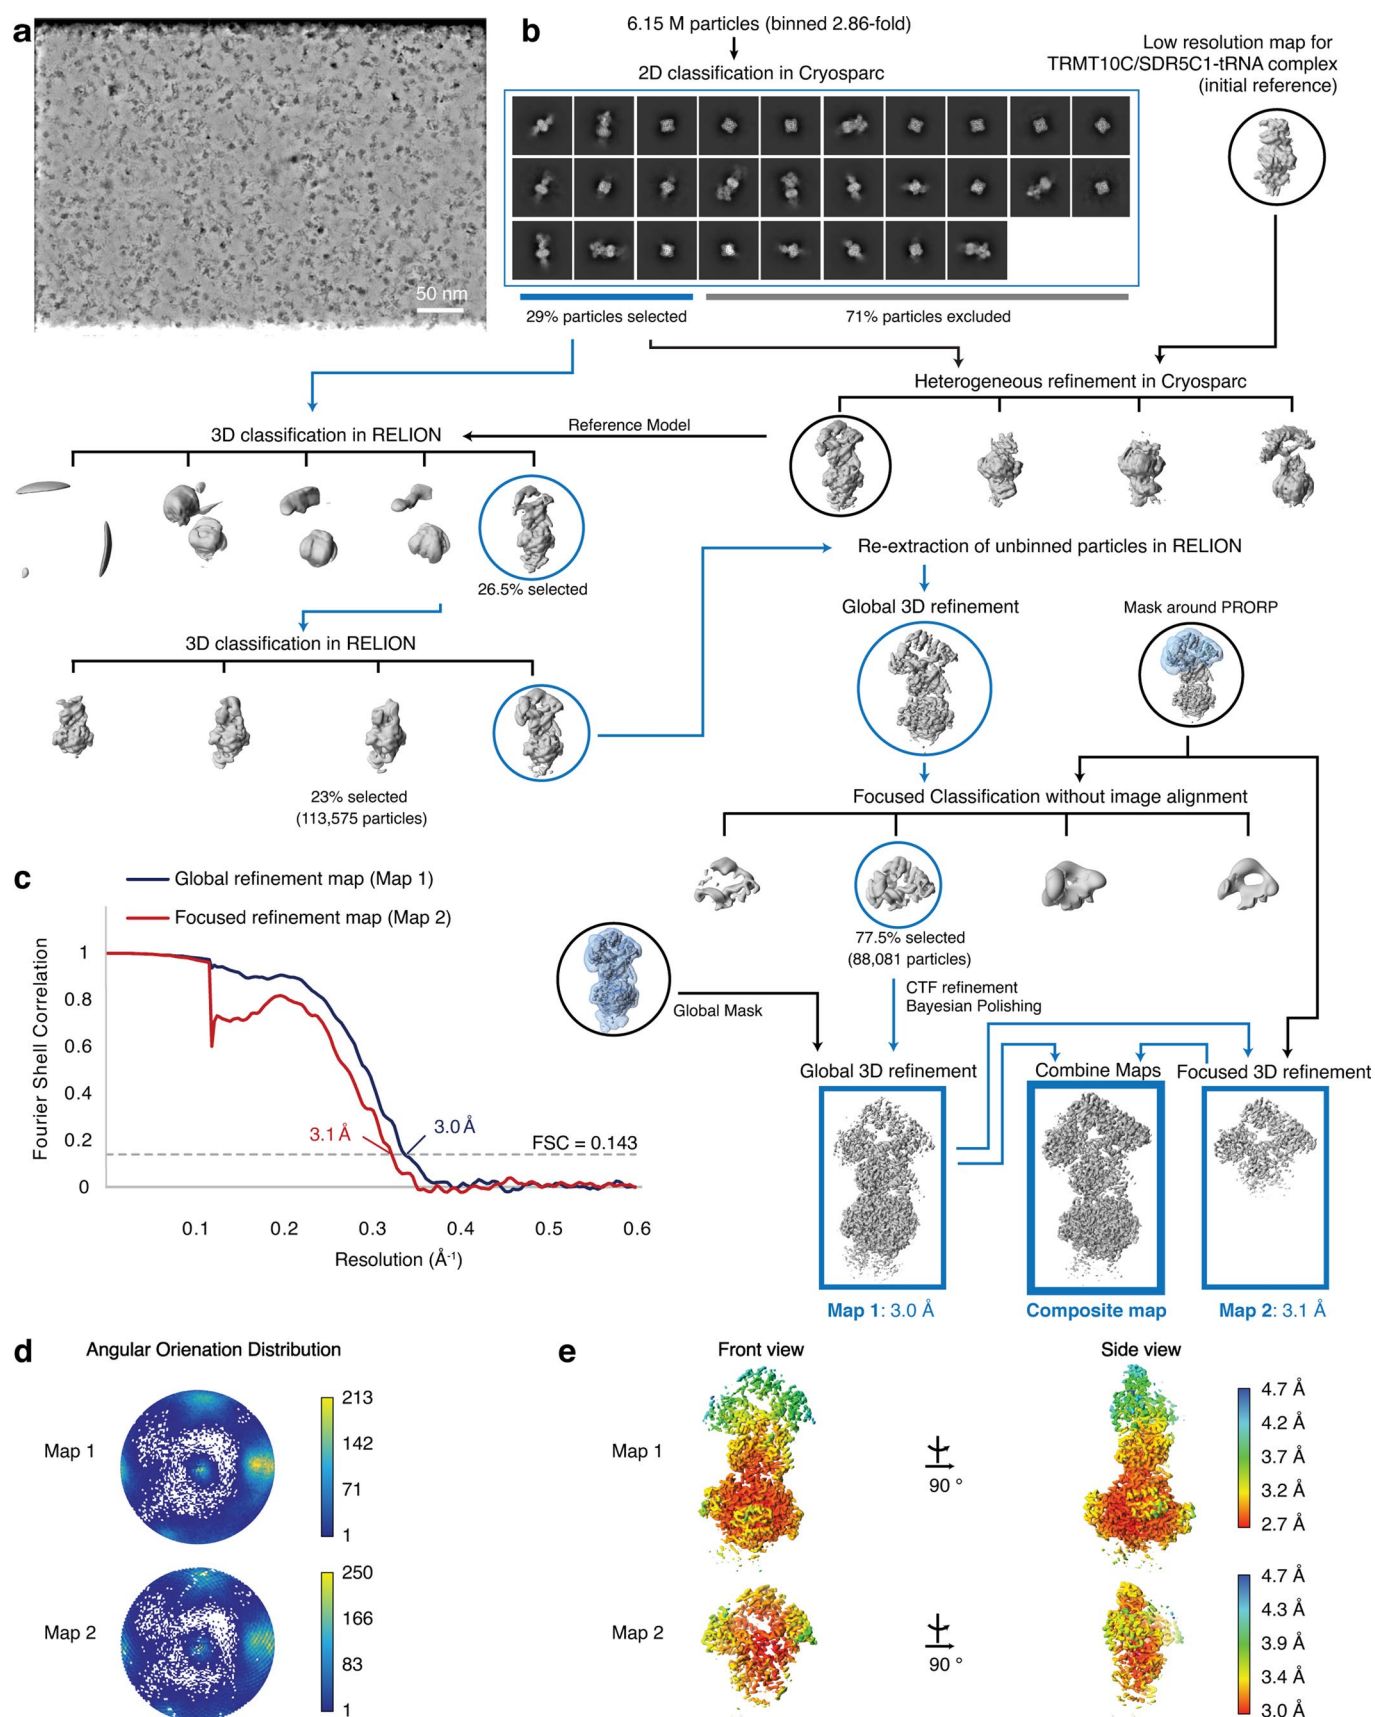 a
50 nm
b
6.15 M particles (binned 2.86-fold)
2D classification in Cryosparc
29% particles selected
71% particles excluded
Low resolution map for
TRMT10C/SDR5C1-tRNA complex
(initial reference)
Heterogeneous refinement in Cryosparc
Reference Model
3D classification in RELION
26.5% selected
3D classification in RELION
23% selected
(113,575 particles)
Re-extraction of unbinned particles in RELION
Global 3D refinement
Mask around PRORP
Focused Classification without image alignment
77.5% selected
(88,081 particles)
CTF refinement
Bayesian Polishing
Global Mask
Global 3D refinement
Combine Maps
Focused 3D refinement
Map 1: 3.0 Å
Composite map
Map 2: 3.1 Å
c
Global refinement map (Map 1)
Focused refinement map (Map 2)
Fourier Shell Correlation
1
0.8
0.6
0.4
0.2
0
3.1 Å
3.0 Å
FSC = 0.143
0.1
0.2
0.3
0.4
0.5
0.6
Resolution (Å-1)
d
Angular Orienation Distribution
Map 1
213
142
71
1
Map 2
250
166
83
1
e
Front view
Side view
Map 1
90 °
4.7 Å
4.2 Å
3.7 Å
3.2 Å
2.7 Å
Map 2
90 °
4.7 Å
4.3 Å
3.9 Å
3.4 Å
3.0 Å